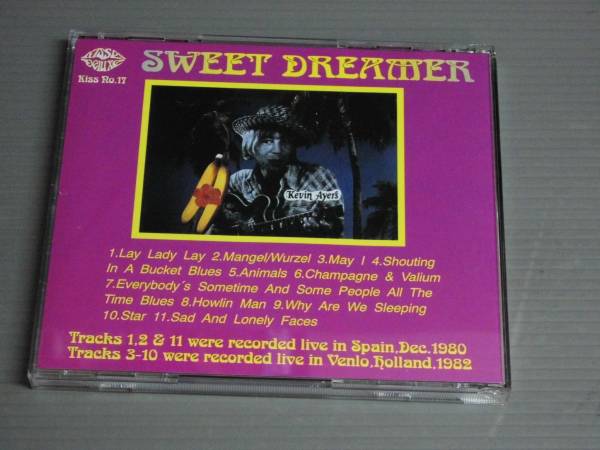 SWEET DREAMER
Kiss No.17
Kevin Ayers
1.Lay Lady Lay 2.Mangel/Wurzel 3.May I 4.Shouting
In A Bucket Blues 5.Animals 6.Champagne & Valium
7.Everybody´s Sometime And Some People All The
Time Blues 8.Howlin Man 9.Why Are We Sleeping
10.Star 11.Sad And Lonely Faces
Tracks 1,2 & 11 were recorded live in Spain,Dec.1980
Tracks 3-10 were recorded live in Venlo,Holland,1982